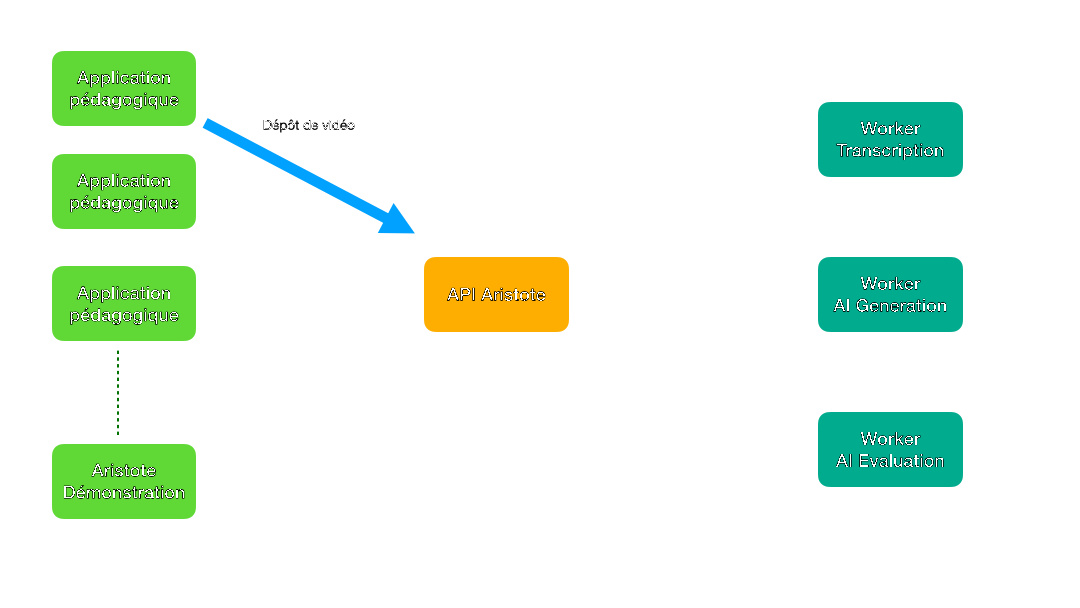 Application
pédagogique
Dépôt de vidéo
Application
pédagogique
Application
pédagogique
Aristote
Démonstration
API Aristote
Worker
Transcription
Worker
AI Generation
Worker
AI Evaluation